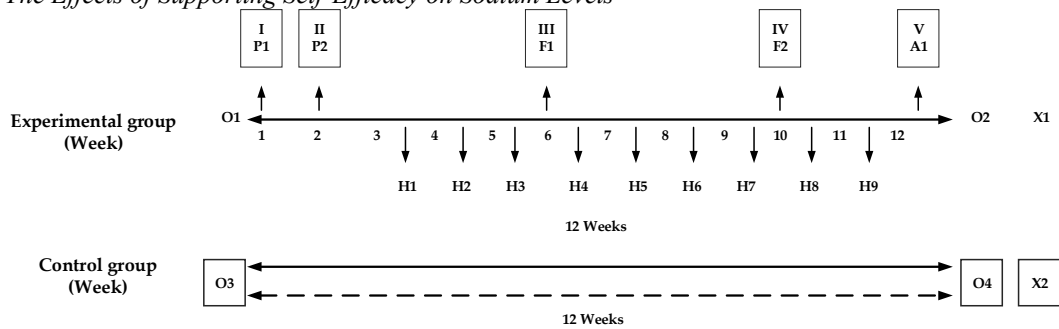 The Effects of Supporting Self-Efficacy on Sodium Levels
I II III IV V
P1 P2 F1 F2 A1
Experimental group
(Week)
O1 O2 X1
1 2 3 4 5 6 7 8 9 10 11 12
H1 H2 H3 H4 H5 H6 H7 H8 H9
12 Weeks
Control group
(Week)
O3 O4 X2
12 Weeks